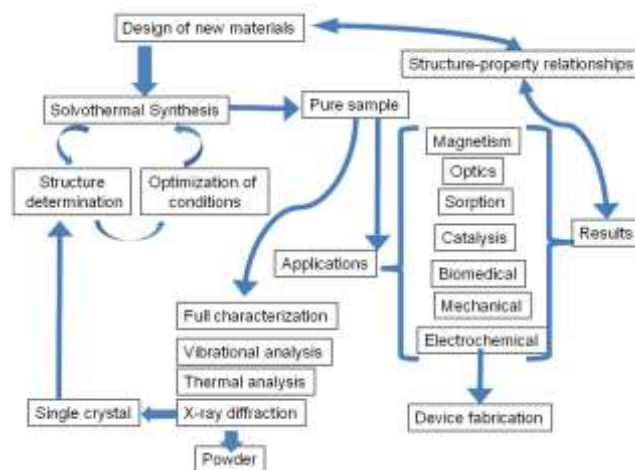 Design of new materials
Structure-property relationships
Solvothermal Synthesis
Pure sample
Magnetism
Optics
Sorption
Catalysis
Biomedical
Mechanical
Electrochemical
Structure
determination
Optimization of
conditions
Results
Applications
Full characterization
Vibrational analysis
Thermal analysis
X-ray diffraction
Single crystal
Powder
Device fabrication